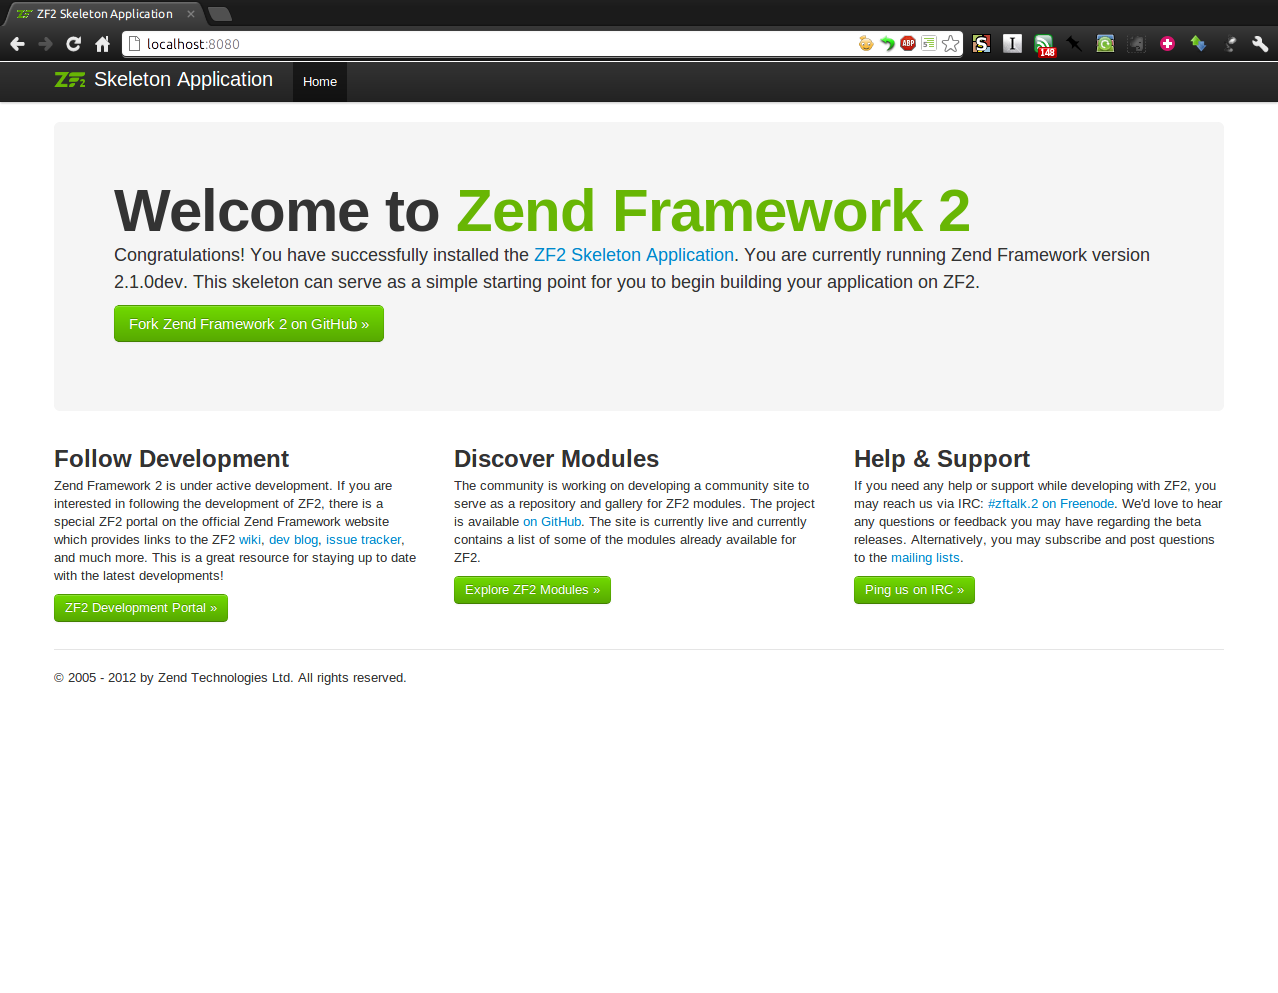 ZF2 Skeleton Application
localhost:8080
ABP
S
I
148
ZF2 Skeleton Application Home
Welcome to Zend Framework 2
Congratulations! You have successfully installed the ZF2 Skeleton Application. You are currently running Zend Framework version
2.1.0dev. This skeleton can serve as a simple starting point for you to begin building your application on ZF2.
Fork Zend Framework 2 on GitHub »
Follow Development
Zend Framework 2 is under active development. If you are
interested in following the development of ZF2, there is a
special ZF2 portal on the official Zend Framework website
which provides links to the ZF2 wiki, dev blog, issue tracker,
and much more. This is a great resource for staying up to date
with the latest developments!
ZF2 Development Portal »
Discover Modules
The community is working on developing a community site to
serve as a repository and gallery for ZF2 modules. The project
is available on GitHub. The site is currently live and currently
contains a list of some of the modules already available for
ZF2.
Explore ZF2 Modules »
Help & Support
If you need any help or support while developing with ZF2, you
may reach us via IRC: #zftalk.2 on Freenode. We'd love to hear
any questions or feedback you may have regarding the beta
releases. Alternatively, you may subscribe and post questions
to the mailing lists.
Ping us on IRC »
© 2005 - 2012 by Zend Technologies Ltd. All rights reserved.